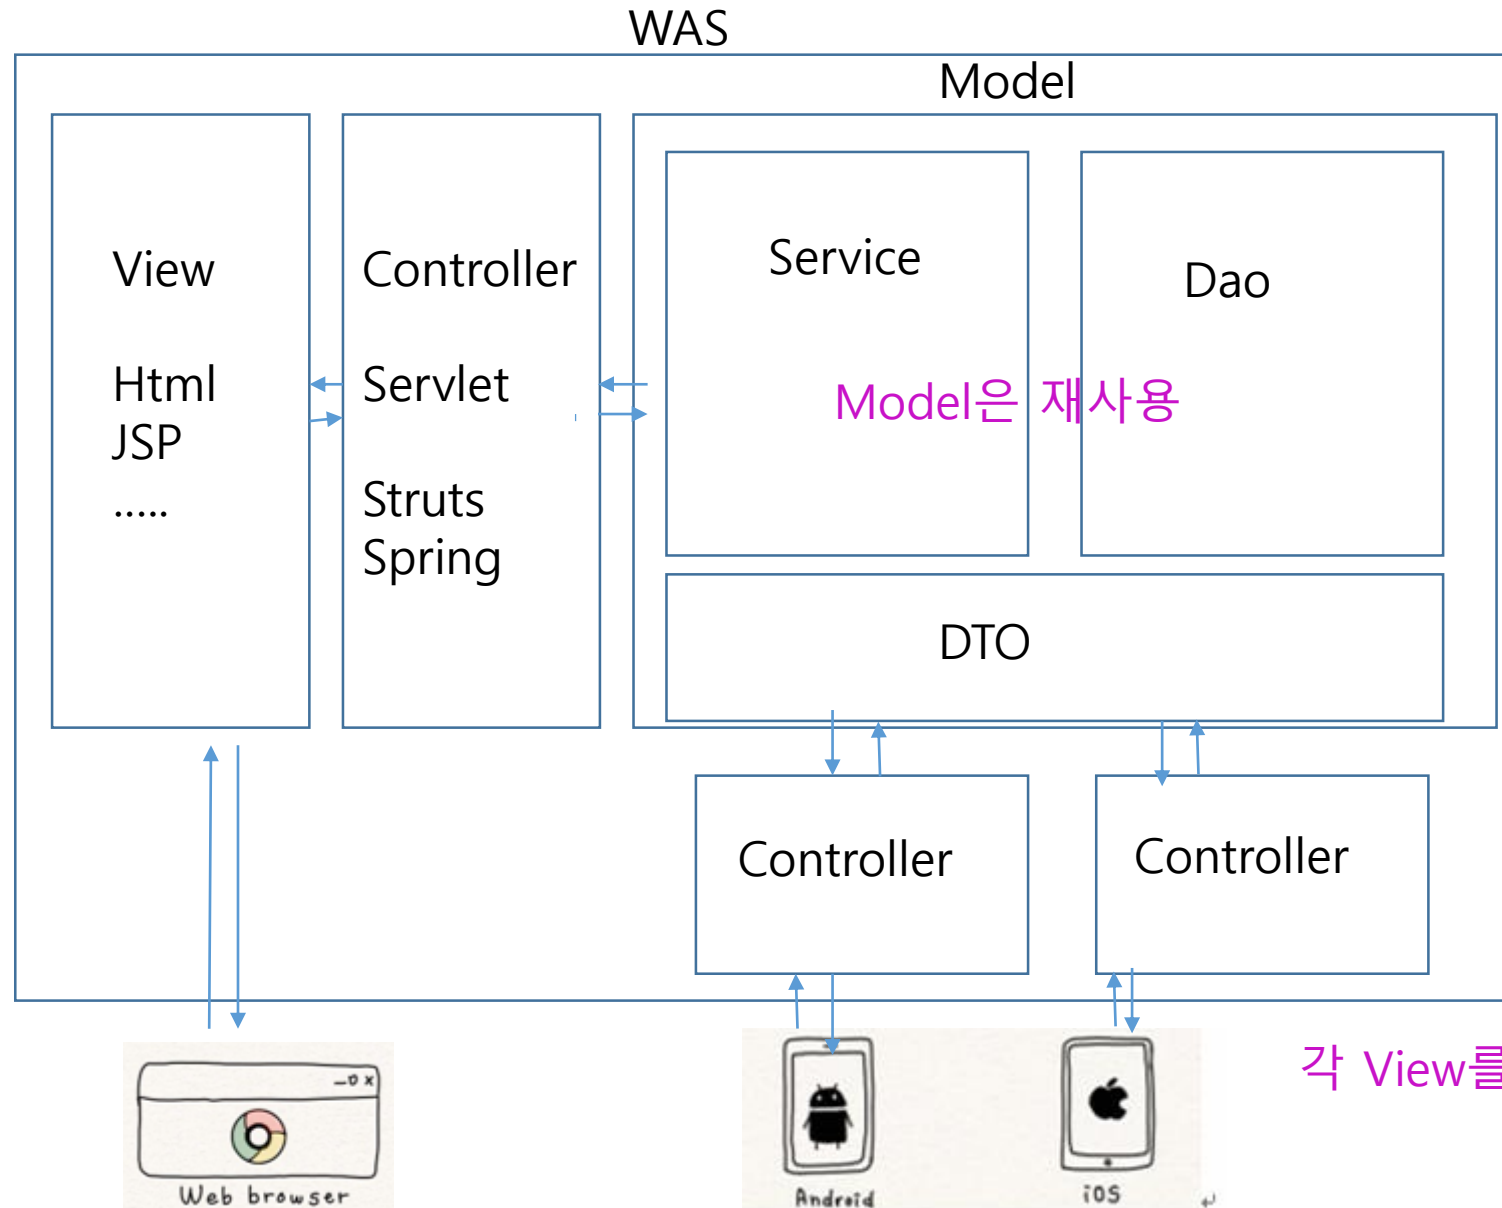 WAS
Model
View
Html
JSP
.....
Controller
Servlet
Struts
Spring
Service
Dao
Model은 재사용
DTO
Controller
Controller
각 View를
Web browser
Android
iOS